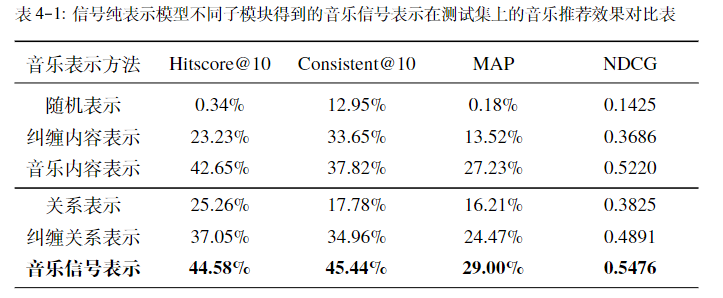 表 4-1: 信号纯表示模型不同子模块得到的音乐信号表示在测试集上的音乐推荐效果对比表
音乐表示方法 Hitscore@10 Consistent@10 MAP NDCG
随机表示 0.34% 12.95% 0.18% 0.1425
纠缠内容表示 23.23% 33.65% 13.52% 0.3686
音乐内容表示 42.65% 37.82% 27.23% 0.5220
关系表示 25.26% 17.78% 16.21% 0.3825
纠缠关系表示 37.05% 34.96% 24.47% 0.4891
音乐信号表示 44.58% 45.44% 29.00% 0.5476